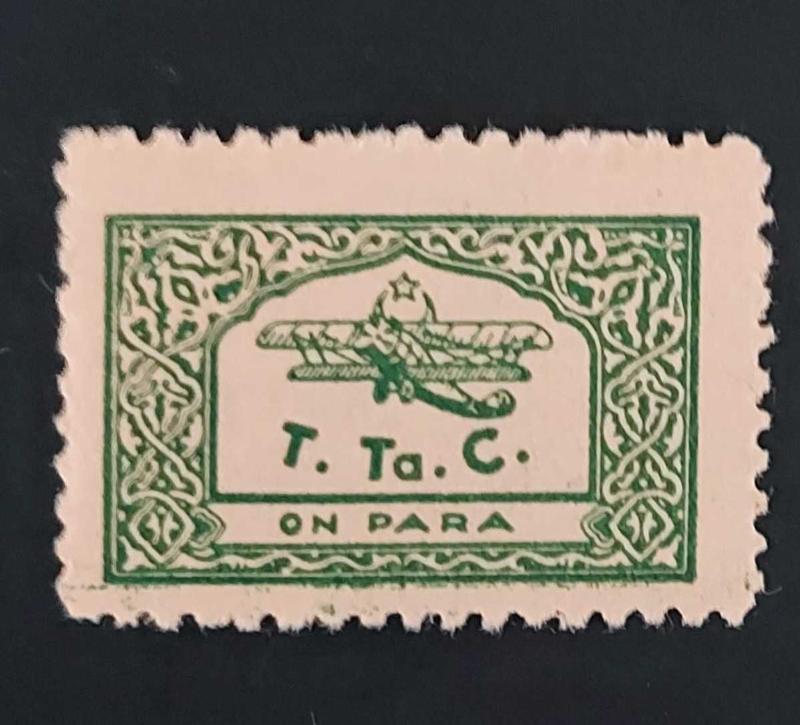 T. Ta. C.
ON PARA